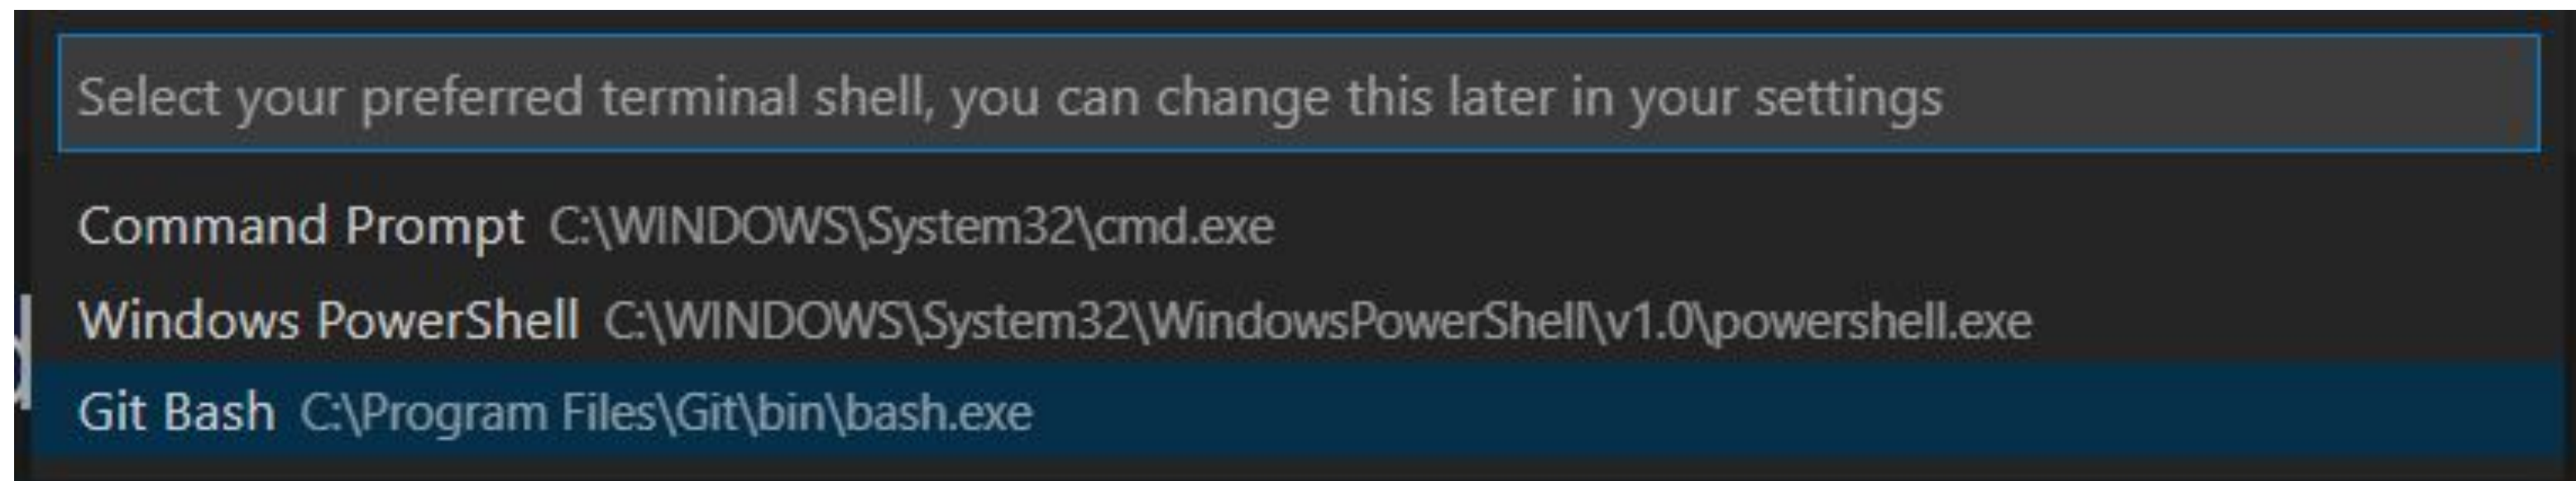 Select your preferred terminal shell, you can change this later in your settings
Command Prompt C:\WINDOWS\System32\cmd.exe
Windows PowerShell C:\WINDOWS\System32\WindowsPowerShell\v1.0\powershell.exe
Git Bash C:\Program Files\Git\bin\bash.exe